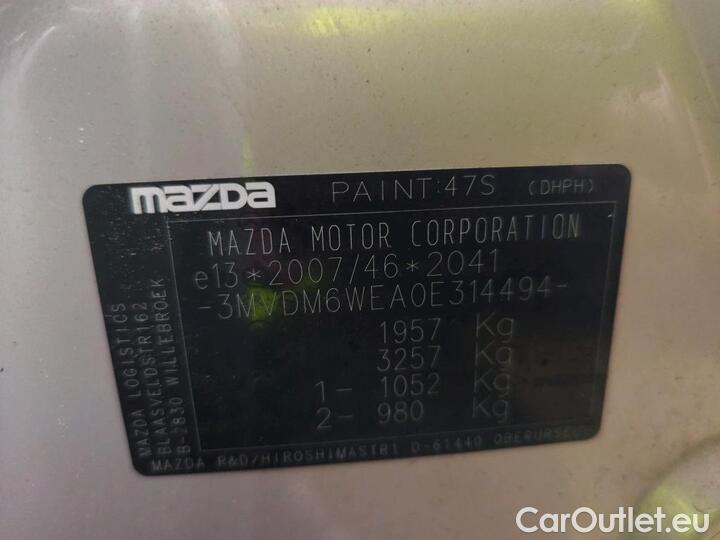 mazda PAINT:47S (DHPH)
MAZDA MOTOR CORPORATION
e13*2007/46*2041
-3MVDM6WEA0E314494-
1957 Kg
3257 Kg
1- 1052 Kg
2- 980 Kg
MAZDA LOGISTICS
BLAASVELDSTR162
B-2830 WILLEBROEK
MAZDA R&D/HIROSHIMASTR1 D-61440 OBERURSEL
CarOutlet.eu